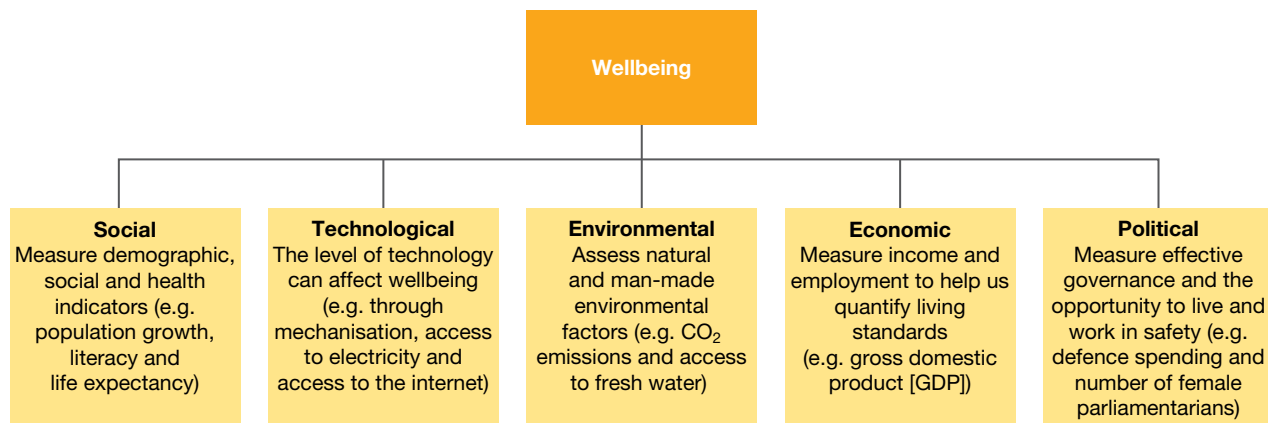 Wellbeing
Social
Measure demographic,
social and health
indicators (e.g.
population growth,
literacy and
life expectancy)
Technological
The level of technology
can affect wellbeing
(e.g. through
mechanisation, access
to electricity and
access to the internet)
Environmental
Assess natural
and man-made
environmental
factors (e.g. CO₂
emissions and access
to fresh water)
Economic
Measure income and
employment to help us
quantify living
standards
(e.g. gross domestic
product [GDP])
Political
Measure effective
governance and the
opportunity to live and
work in safety (e.g.
defence spending and
number of female
parliamentarians)